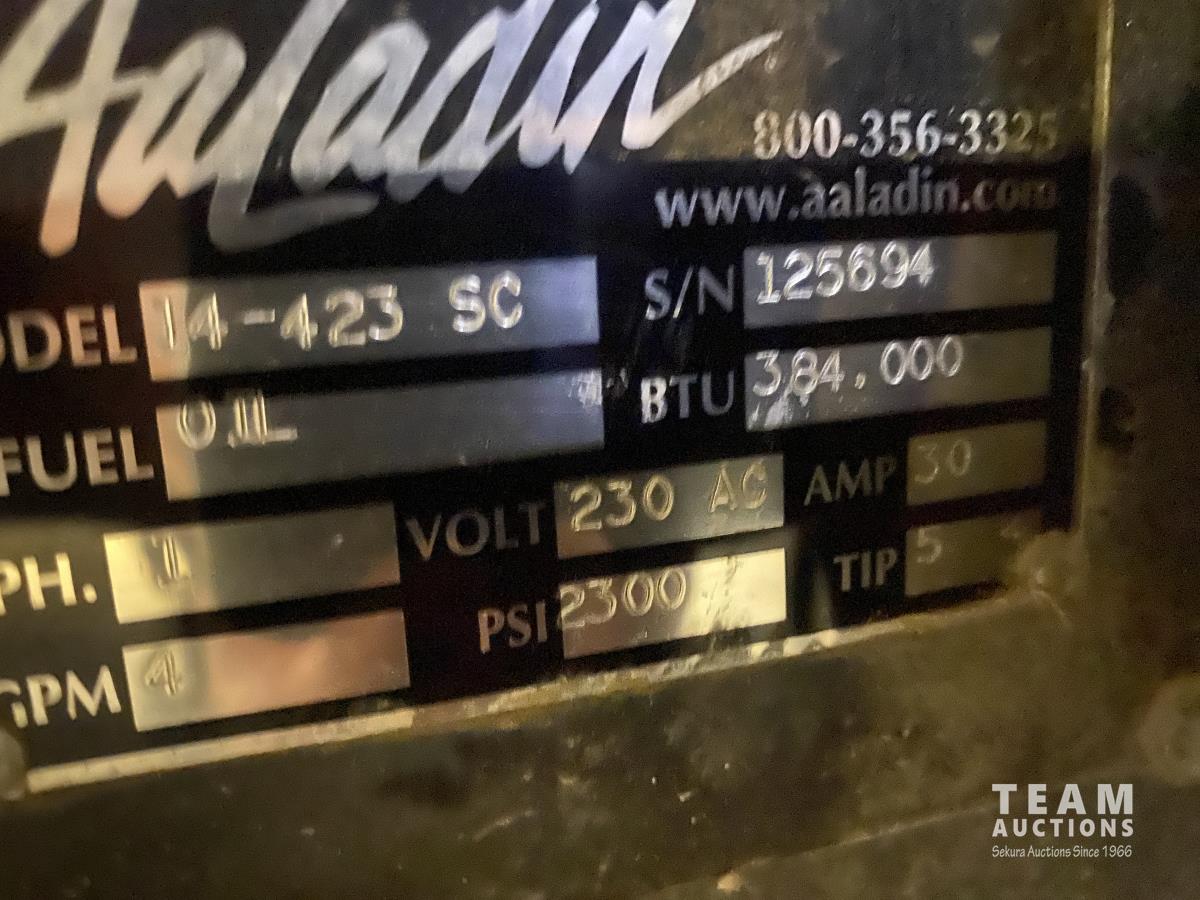 AaLadin
800-356-3325
www.aaladin.com
ODEL 14-423 SC S/N 125694
FUEL OIL BTU 384.000
PH. 1 VOLT 230 AC AMP 30
GPM 4 PSI 2300 TIP 5
TEAM
AUCTIONS
Sekura Auctions Since 1966